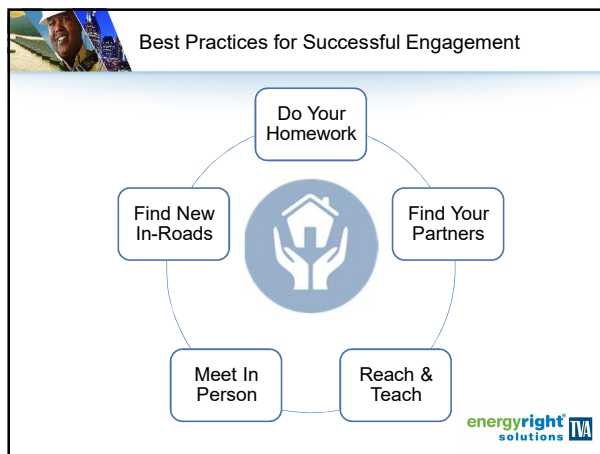 Best Practices for Successful Engagement
Do Your
Homework
Find New
In-Roads
Find Your
Partners
Meet In
Person
Reach &
Teach
energyright®
solutions
TVA